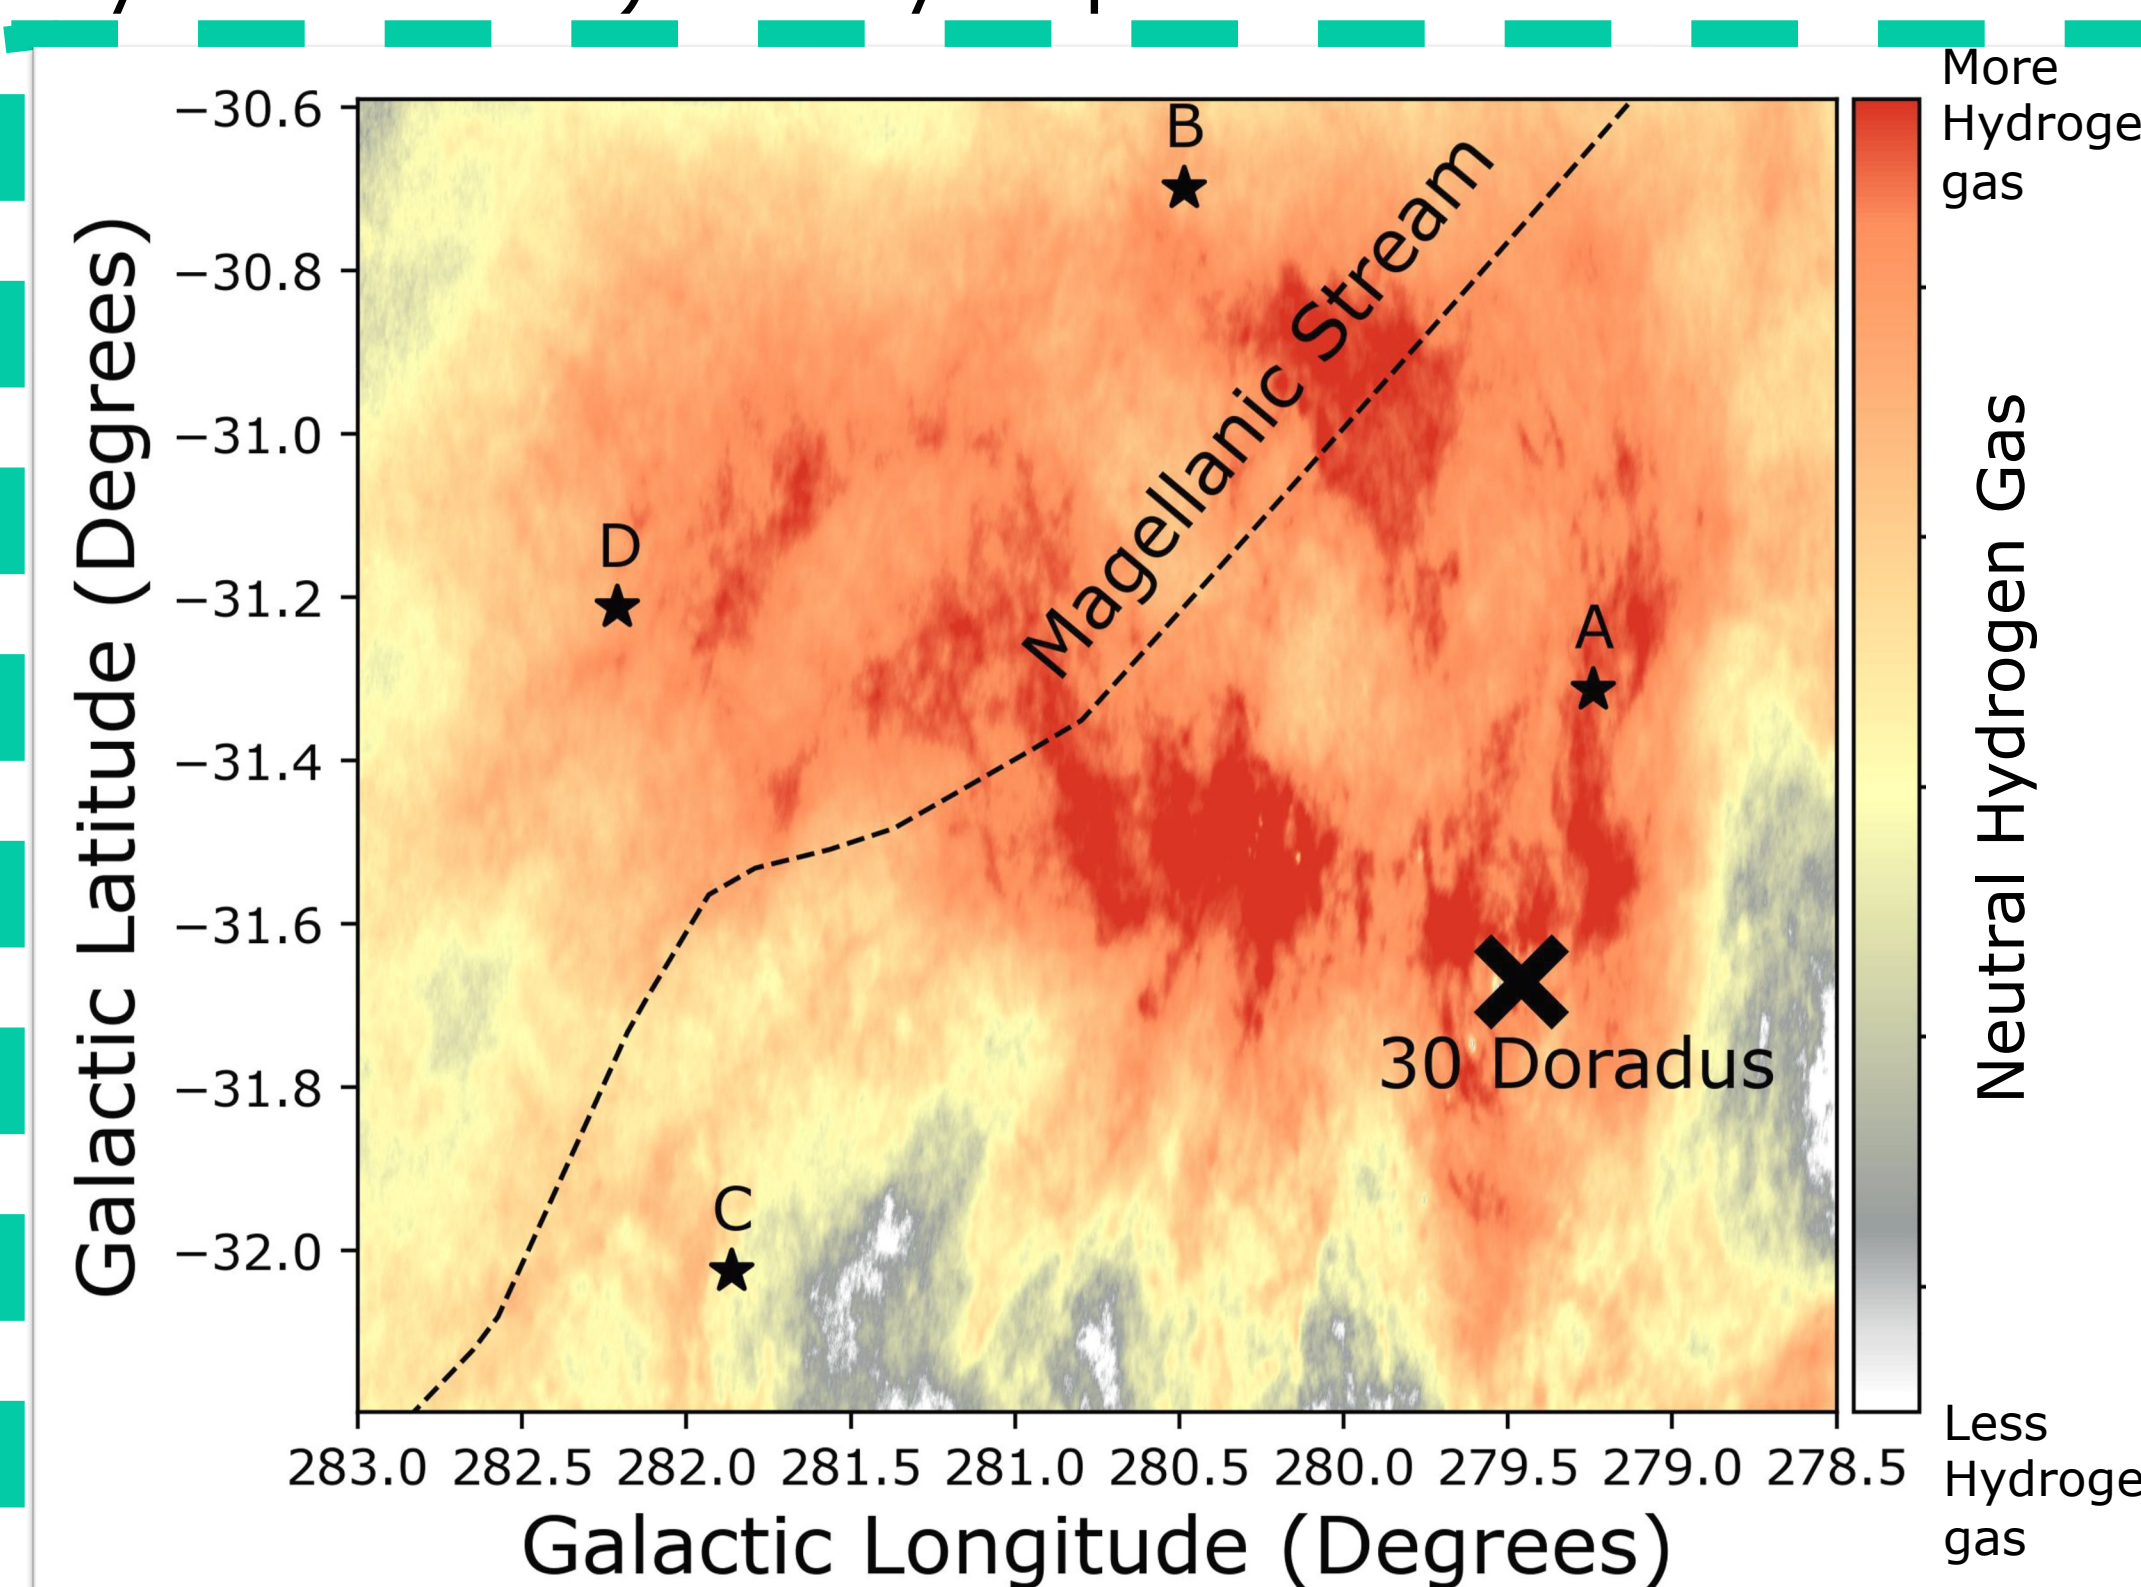 More
Hydroge
gas
−30.6
−30.8
−31.0
−31.2
−31.4
−31.6
−31.8
−32.0
Galactic Latitude (Degrees)
B
Magellanic Stream
D
A
30 Doradus
C
Neutral Hydrogen Gas
Less
Hydroge
gas
283.0 282.5 282.0 281.5 281.0 280.5 280.0 279.5 279.0 278.5
Galactic Longitude (Degrees)